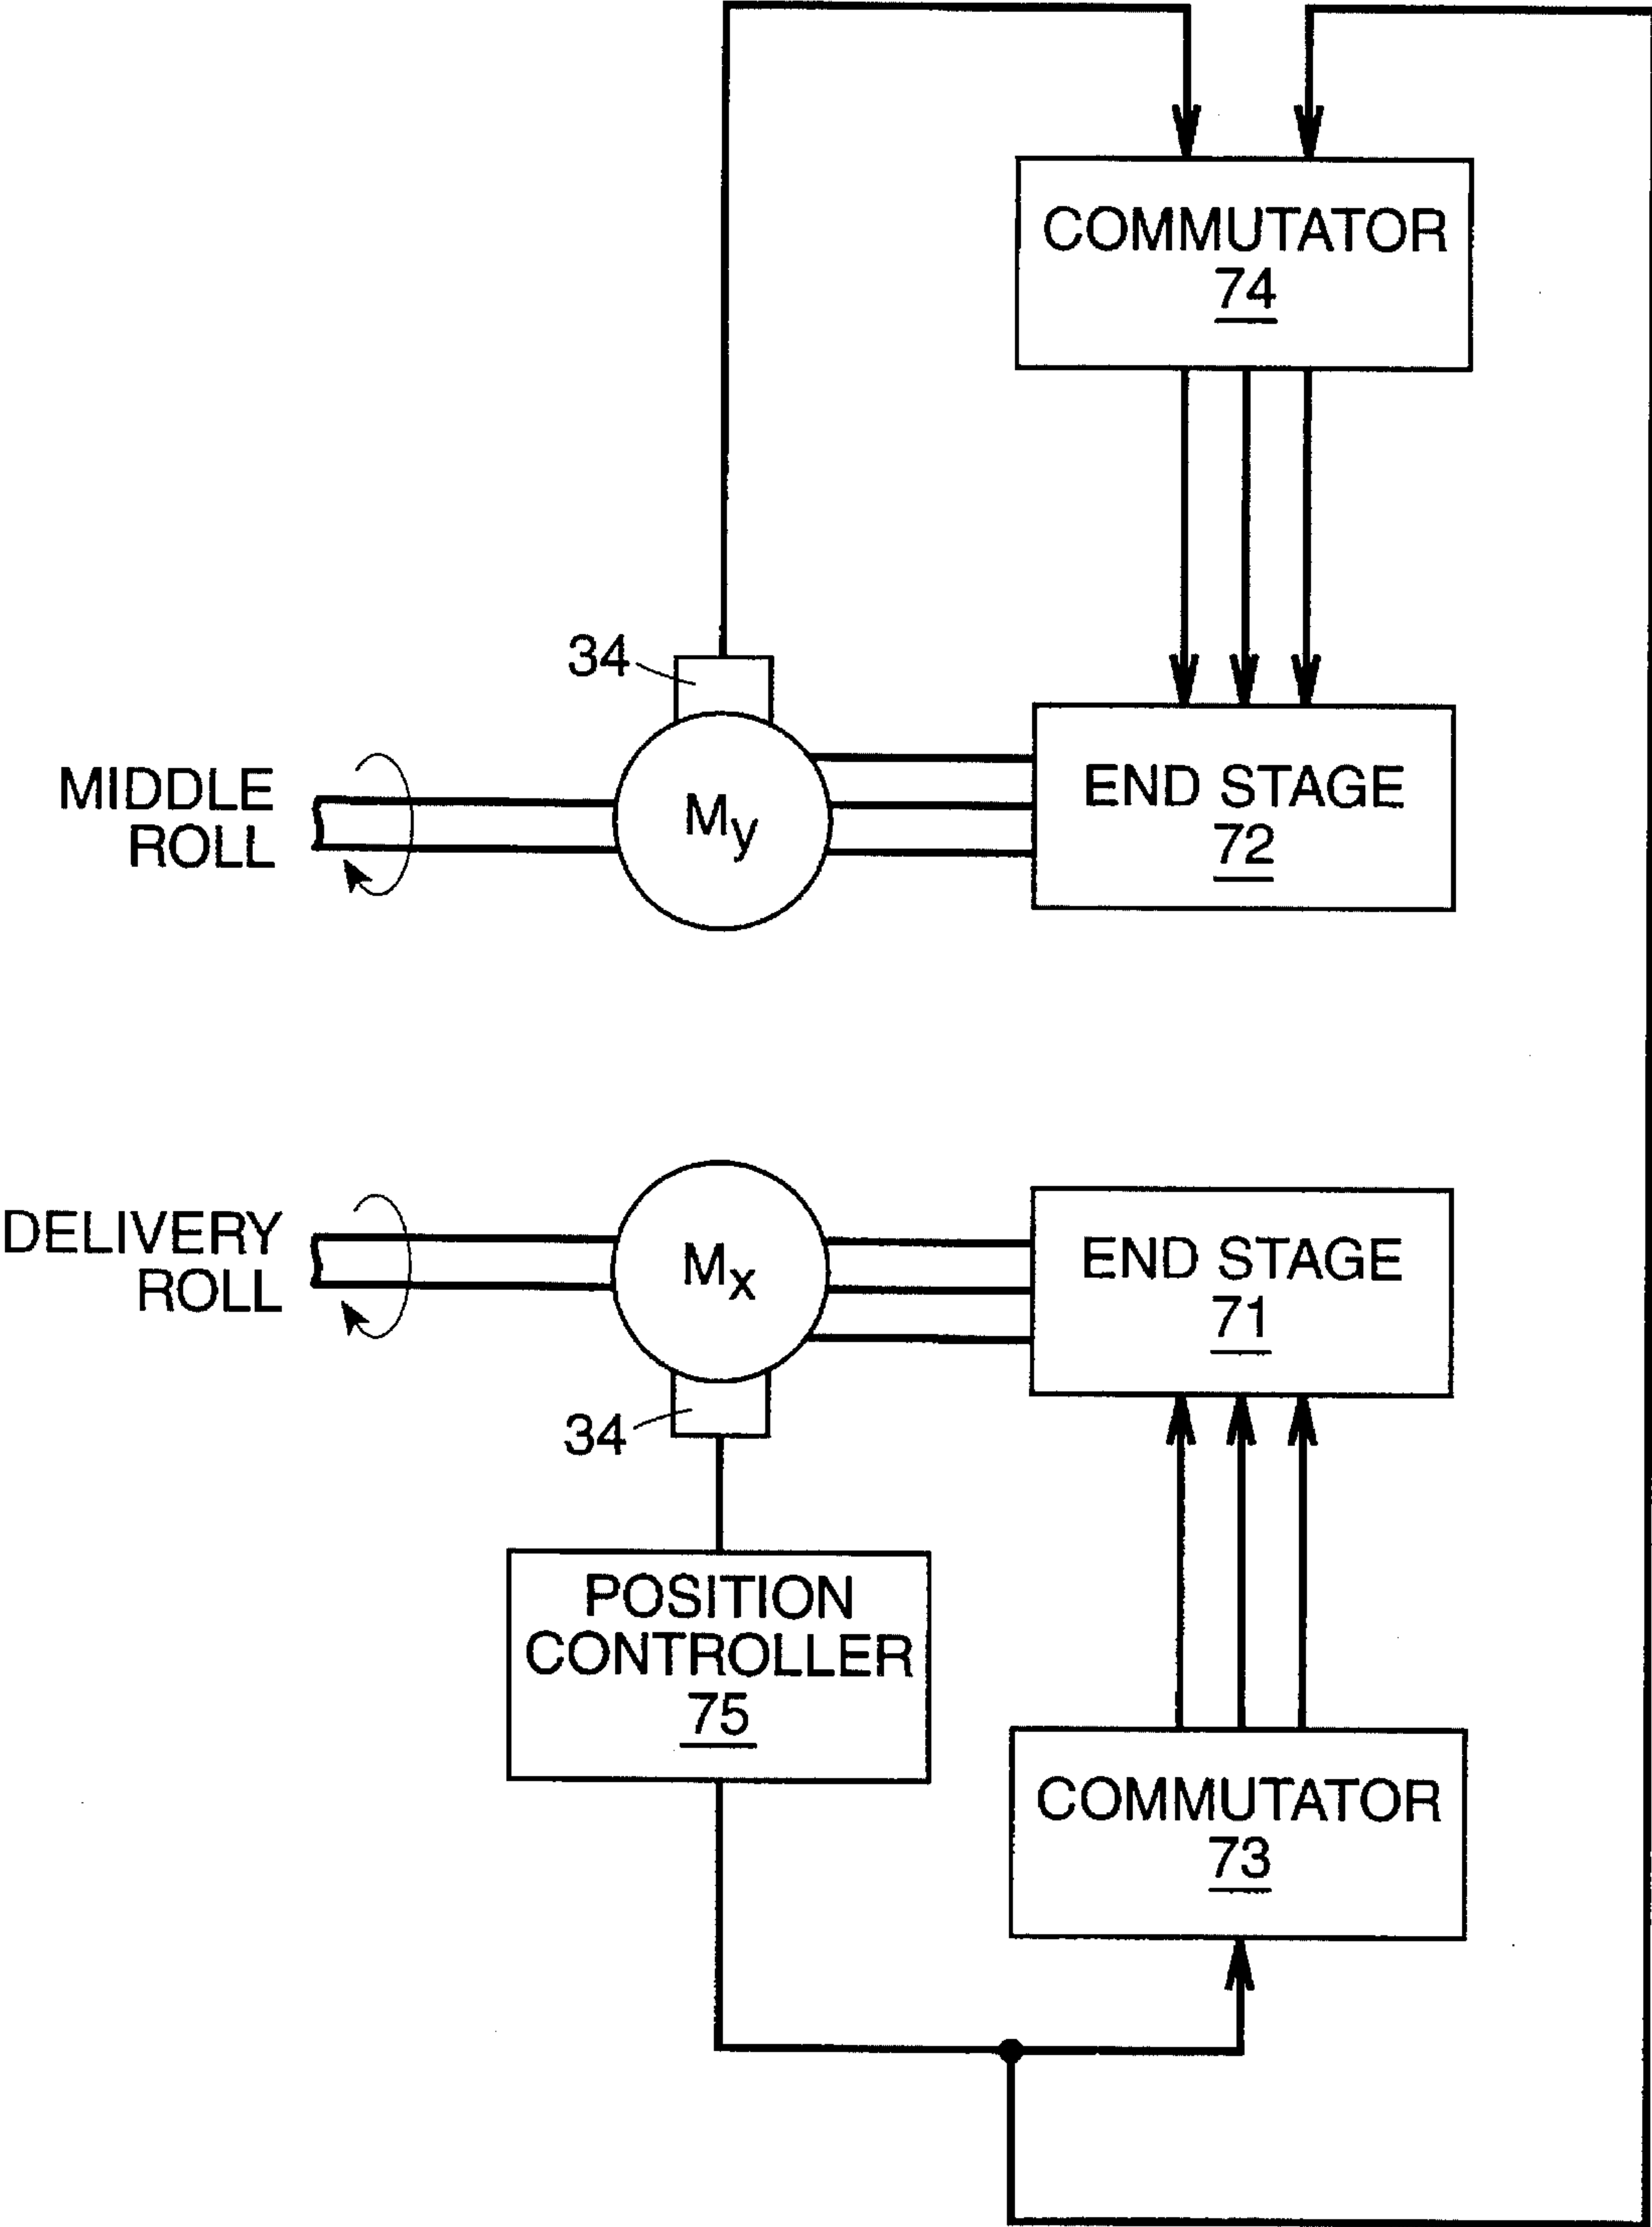 COMMUTATOR
74
34
MIDDLE
ROLL
My
END STAGE
72
DELIVERY
ROLL
Mx
END STAGE
71
34
POSITION
CONTROLLER
75
COMMUTATOR
73